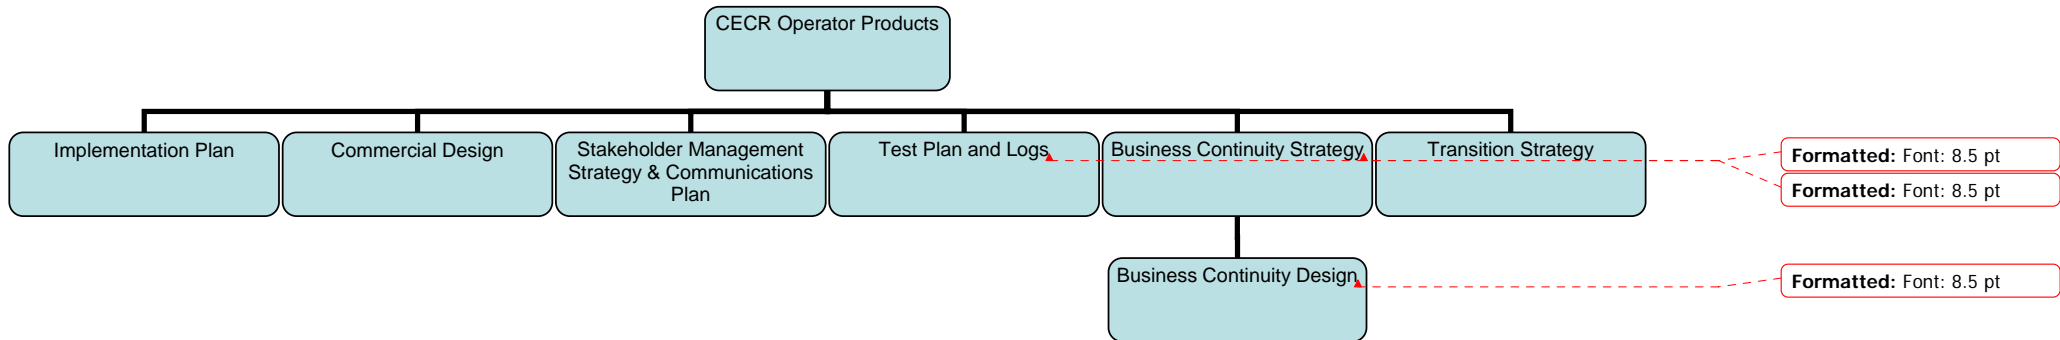 CECR Operator Products
Implementation Plan
Commercial Design
Stakeholder Management
Strategy & Communications
Plan
Test Plan and Logs
Business Continuity Strategy
Transition Strategy
Formatted: Font: 8.5 pt
Formatted: Font: 8.5 pt
Business Continuity Design
Formatted: Font: 8.5 pt